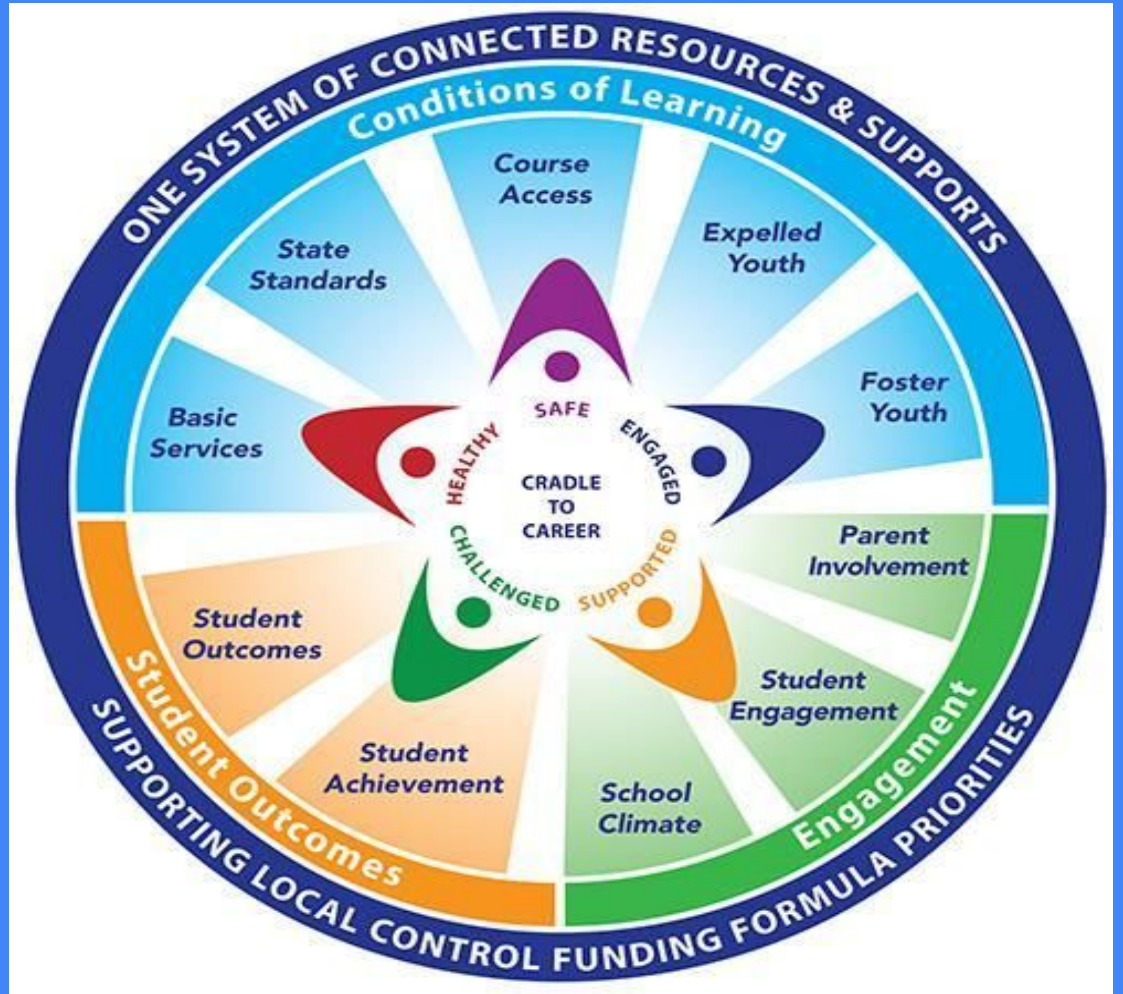 ONE SYSTEM OF CONNECTED RESOURCES & SUPPORTS
Conditions of Learning
Course
Access
State
Standards
Expelled
Youth
Basic
Services
Foster
Youth
SAFE
HEALTHY
ENGAGED
CRADLE
TO
CAREER
CHALLENGED
SUPPORTED
Parent
Involvement
Student
Outcomes
Student
Engagement
Student
Achievement
School
Climate
Student Outcomes
Engagement
SUPPORTING LOCAL CONTROL FUNDING FORMULA PRIORITIES